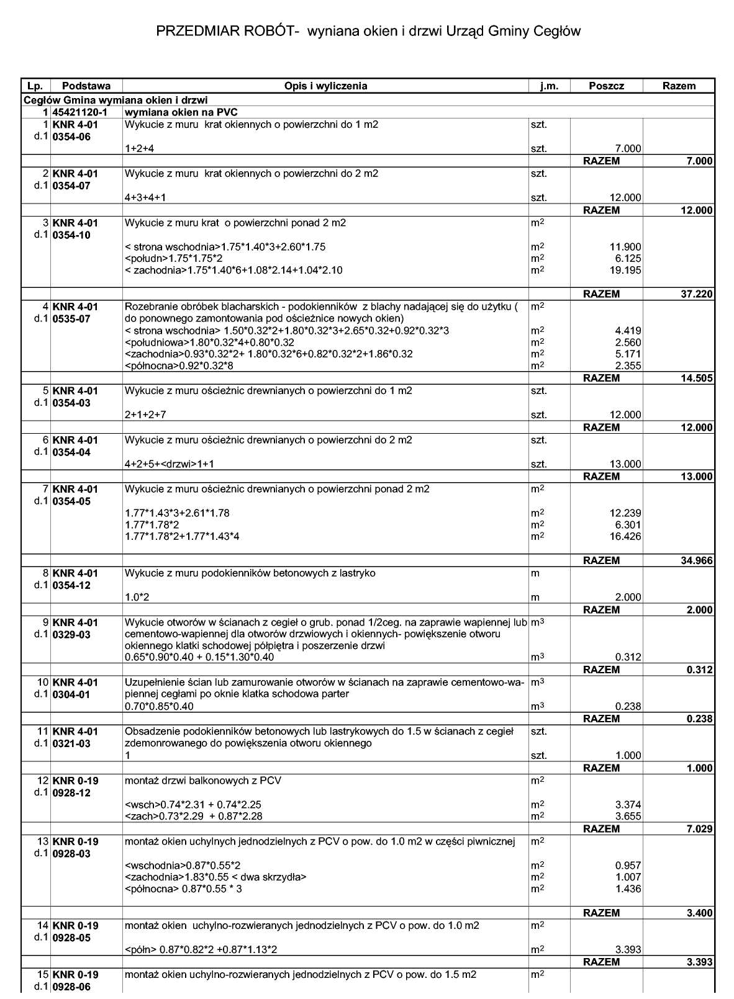 PRZEDMIAR ROBÓT-  wyniana okien i drzwi Urząd Gminy Cegłów
Lp. Podstawa Opis i wyliczenia j.m. Poszcz Razem
Cegłów Gmina wymiana okien i drzwi
1 45421120-1 wymiana okien na PVC
1 KNR 4-01 Wykucie z muru  krat okiennych o powierzchni do 1 m2 szt.
d.1 0354-06
1+2+4 szt. 7.000
RAZEM 7.000
2 KNR 4-01 Wykucie z muru  krat okiennych o powierzchni do 2 m2 szt.
d.1 0354-07
4+3+4+1 szt. 12.000
RAZEM 12.000
3 KNR 4-01 Wykucie z muru krat  o powierzchni ponad 2 m2 m2
d.1 0354-10
< strona wschodnia>1.75*1.40*3+2.60*1.75 m2 11.900
<połudn>1.75*1.75*2 m2 6.125
< zachodnia>1.75*1.40*6+1.08*2.14+1.04*2.10 m2 19.195
RAZEM 37.220
4 KNR 4-01 Rozebranie obróbek blacharskich - podokienników  z blachy nadającej się do użytku ( m2
d.1 0535-07 do ponownego zamontowania pod ościeżnice nowych okien)
< strona wschodnia> 1.50*0.32*2+1.80*0.32*3+2.65*0.32+0.92*0.32*3 m2 4.419
<południowa>1.80*0.32*4+0.80*0.32 m2 2.560
<zachodnia>0.93*0.32*2+ 1.80*0.32*6+0.82*0.32*2+1.86*0.32 m2 5.171
<północna>0.92*0.32*8 m2 2.355
RAZEM 14.505
5 KNR 4-01 Wykucie z muru ościeżnic drewnianych o powierzchni do 1 m2 szt.
d.1 0354-03
2+1+2+7 szt. 12.000
RAZEM 12.000
6 KNR 4-01 Wykucie z muru ościeżnic drewnianych o powierzchni do 2 m2 szt.
d.1 0354-04
4+2+5+<drzwi>1+1 szt. 13.000
RAZEM 13.000
7 KNR 4-01 Wykucie z muru ościeżnic drewnianych o powierzchni ponad 2 m2 m2
d.1 0354-05
1.77*1.43*3+2.61*1.78 m2 12.239
1.77*1.78*2 m2 6.301
1.77*1.78*2+1.77*1.43*4 m2 16.426
RAZEM 34.966
8 KNR 4-01 Wykucie z muru podokienników betonowych z lastryko m
d.1 0354-12
1.0*2 m 2.000
RAZEM 2.000
9 KNR 4-01 Wykucie otworów w ścianach z cegieł o grub. ponad 1/2ceg. na zaprawie wapiennej lub m3
d.1 0329-03 cementowo-wapiennej dla otworów drzwiowych i okiennych- powiększenie otworu
okiennego klatki schodowej półpiętra i poszerzenie drzwi
0.65*0.90*0.40 + 0.15*1.30*0.40 m3 0.312
RAZEM 0.312
10 KNR 4-01 Uzupełnienie ścian lub zamurowanie otworów w ścianach na zaprawie cementowo-wa- m3
d.1 0304-01 piennej cegłami po oknie klatka schodowa parter
0.70*0.85*0.40 m3 0.238
RAZEM 0.238
11 KNR 4-01 Obsadzenie podokienników betonowych lub lastrykowych do 1.5 w ścianach z cegieł szt.
d.1 0321-03 zdemonrowanego do powiększenia otworu okiennego
1 szt. 1.000
RAZEM 1.000
12 KNR 0-19 montaż drzwi balkonowych z PCV m2
d.1 0928-12
<wsch>0.74*2.31 + 0.74*2.25 m2 3.374
<zach>0.73*2.29  + 0.87*2.28 m2 3.655
RAZEM 7.029
13 KNR 0-19 montaż okien uchylnych jednodzielnych z PCV o pow. do 1.0 m2 w części piwnicznej m2
d.1 0928-03
<wschodnia>0.87*0.55*2 m2 0.957
<zachodnia>1.83*0.55 < dwa skrzydła> m2 1.007
<północna> 0.87*0.55 * 3 m2 1.436
RAZEM 3.400
14 KNR 0-19 montaż okien  uchylno-rozwieranych jednodzielnych z PCV o pow. do 1.0 m2 m2
d.1 0928-05
<półn> 0.87*0.82*2 +0.87*1.13*2 m2 3.393
RAZEM 3.393
15 KNR 0-19 montaż okien uchylno-rozwieranych jednodzielnych z PCV o pow. do 1.5 m2 m2
d.1 0928-06